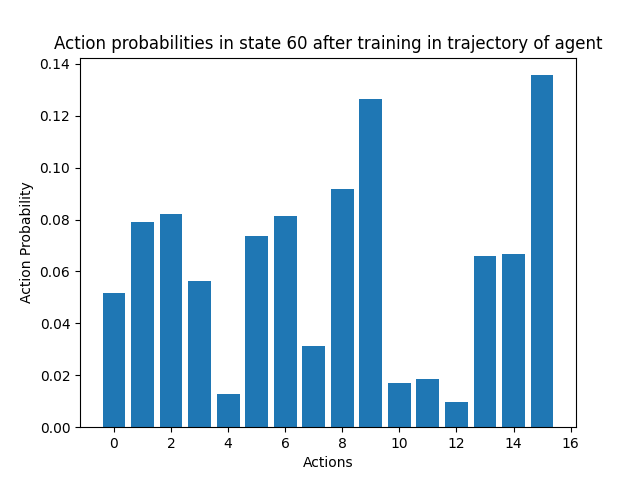 Action probabilities in state 60 after training in trajectory of agent
0.14
0.12
0.10
0.08
0.06
0.04
0.02
0.00
Action Probability
0 2 4 6 8 10 12 14 16
Actions